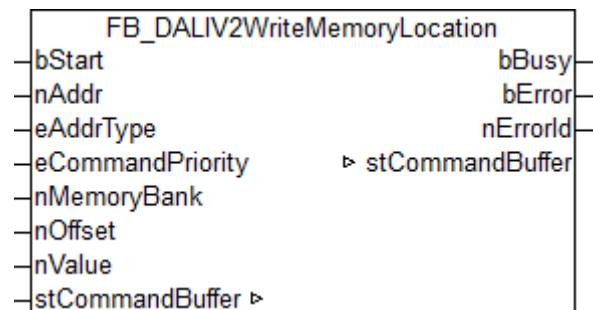 FB_DALIV2WriteMemoryLocation
bStart bBusy
nAddr bError
eAddrType nErrorId
eCommandPriority stCommandBuffer
nMemoryBank
nOffset
nValue
stCommandBuffer